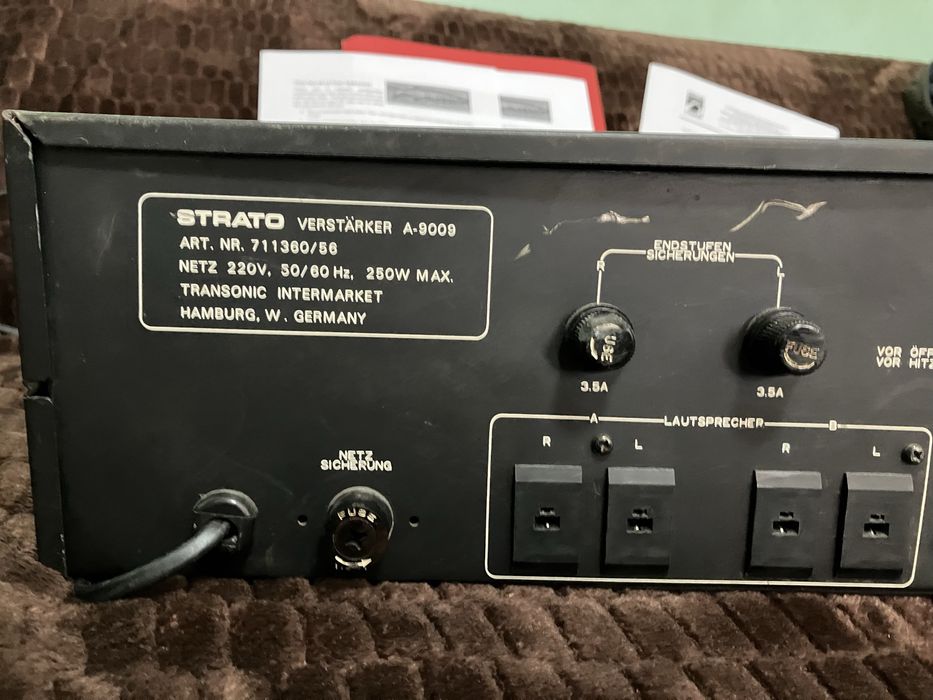 STRATO VERSTÄRKER A-9009
ART. NR. 711360/56
NETZ 220V, 50/60 Hz, 250W MAX.
TRANSONIC INTERMARKET
HAMBURG, W. GERMANY
ENDSTUFEN
SICHERUNGEN
R
L
FUSE
FUSE
3.5A
3.5A
VOR ÖFF
VOR HITZ
A
LAUTSPRECHER
B
R
L
R
L
NETZ
SICHERUNG
FUSE